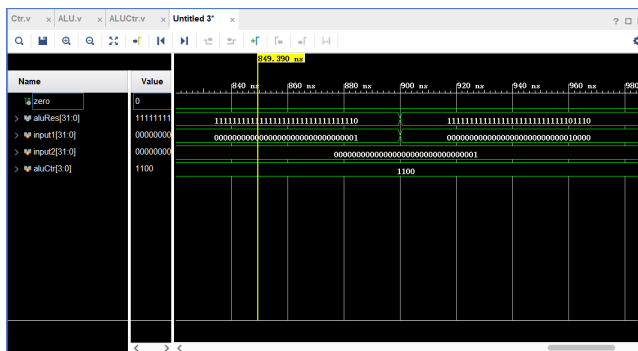 Ctr.v × ALU.v × ALUCtr.v × Untitled 3* ×
849.390 ns
Name Value
840 ns 860 ns 880 ns 900 ns 920 ns 940 ns 960 ns 980
zero 0
aluRes[31:0] 11111111 11111111111111111111111111111110 11111111111111111111111111101110
input1[31:0] 00000000 00000000000000000000000000000001 00000000000000000000000000010000
input2[31:0] 00000000 00000000000000000000000000000001
aluCtr[3:0] 1100 1100